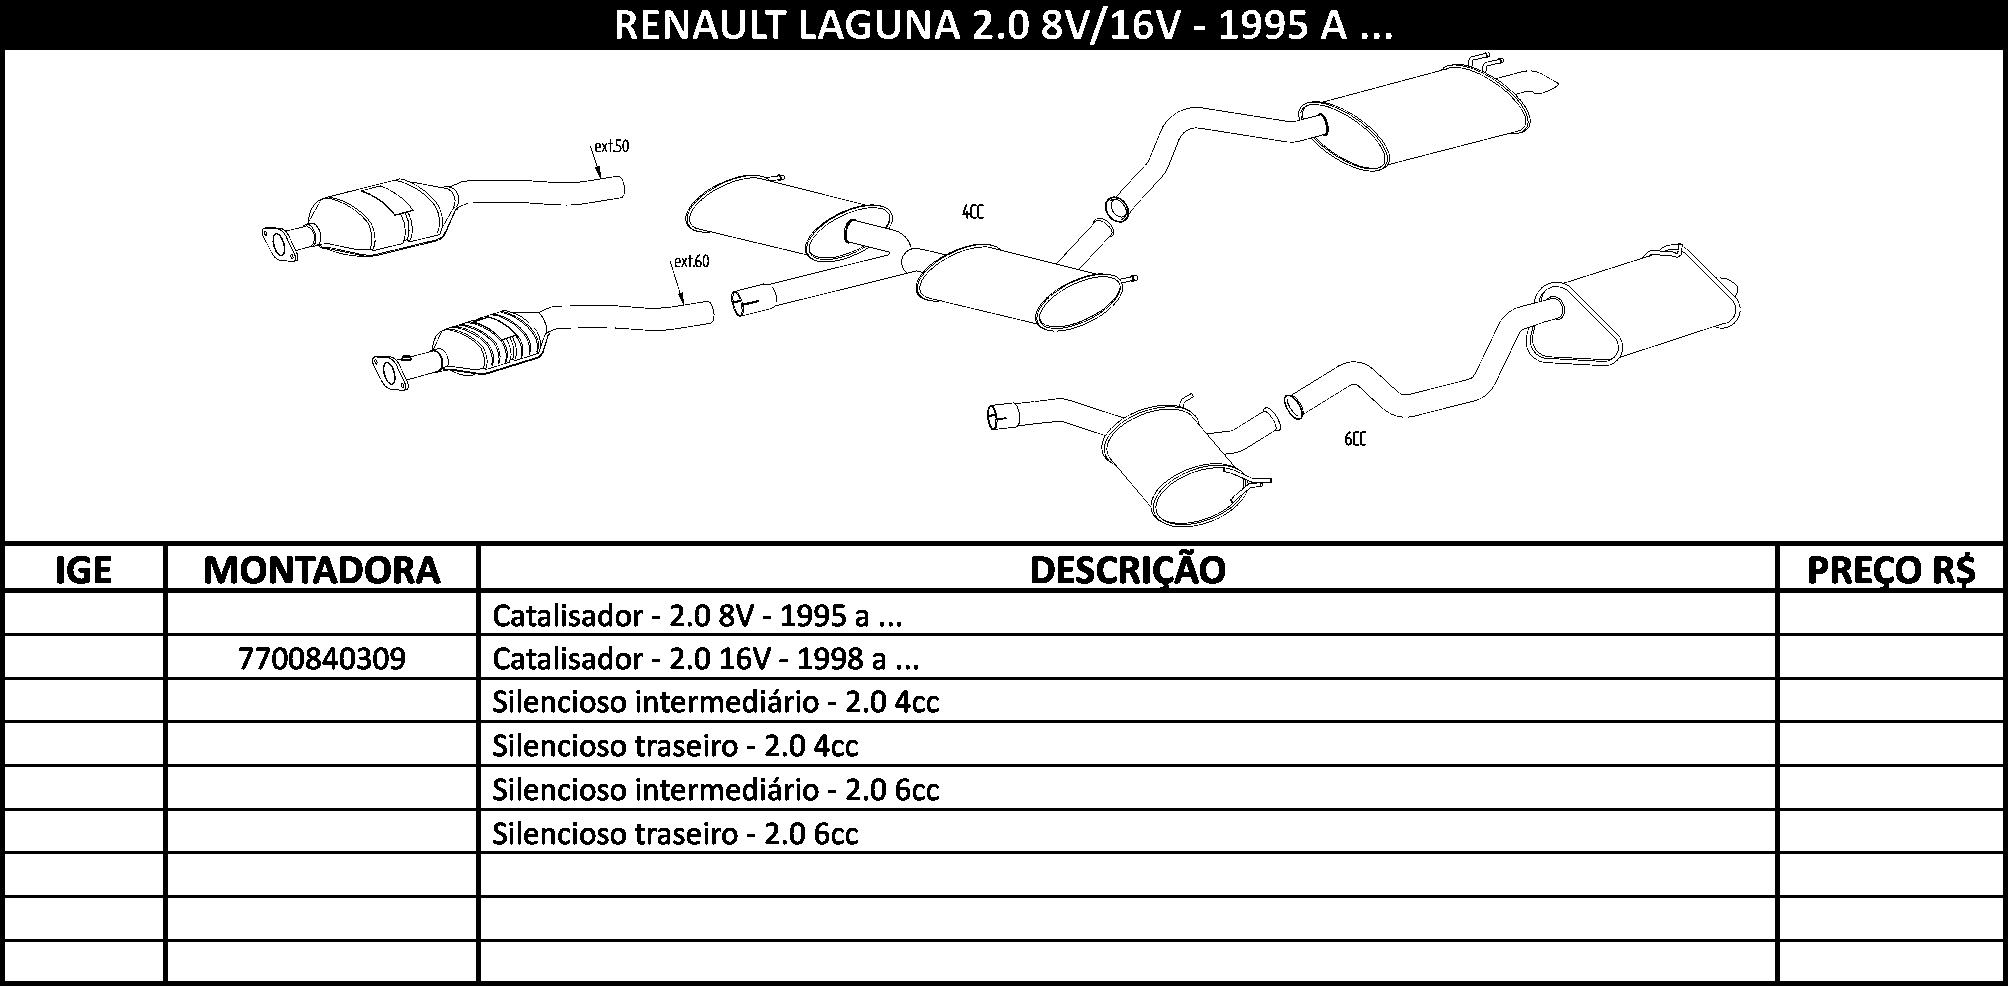 RENAULT LAGUNA 2.0 8V/16V - 1995 A ...
ext.50
4CC
ext.60
6CC
IGE MONTADORA DESCRIÇÃO PREÇO R$
Catalisador - 2.0 8V - 1995 a ...
7700840309 Catalisador - 2.0 16V - 1998 a ...
Silencioso intermediário - 2.0 4cc
Silencioso traseiro - 2.0 4cc
Silencioso intermediário - 2.0 6cc
Silencioso traseiro - 2.0 6cc